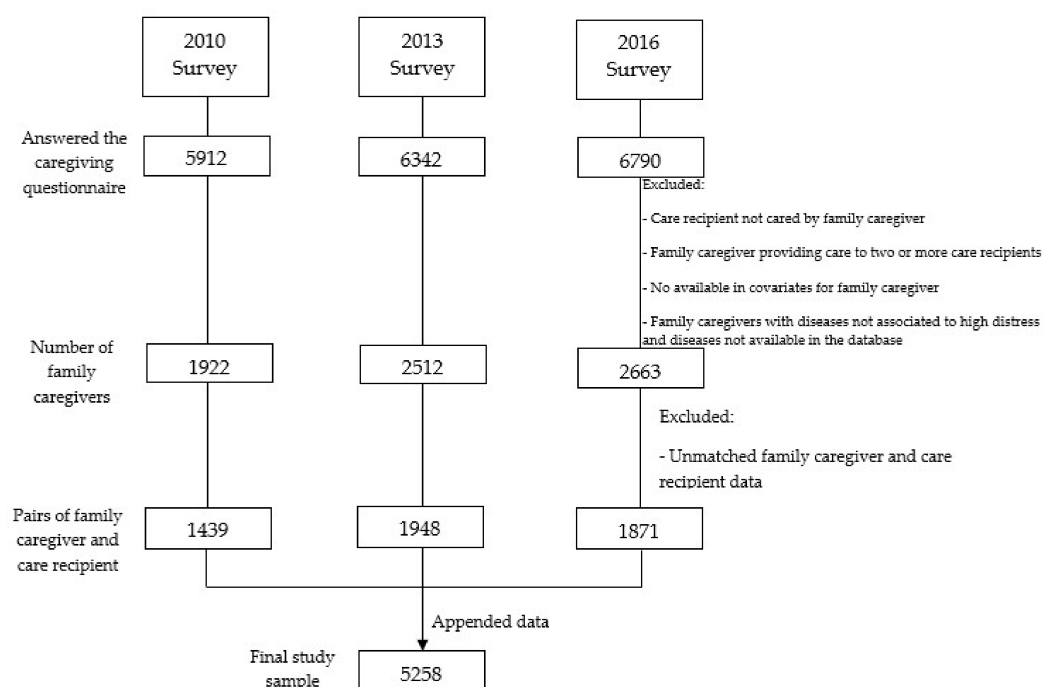 2010
Survey
2013
Survey
2016
Survey
Answered the
caregiving
questionnaire
5912
6342
6790
Excluded:
- Care recipient not cared by family caregiver
- Family caregiver providing care to two or more care recipients
- No available in covariates for family caregiver
- Family caregivers with diseases not associated to high distress
and diseases not available in the database
Number of
family
caregivers
1922
2512
2663
Excluded:
- Unmatched family caregiver and care
recipient data
Pairs of family
caregiver and
care recipient
1439
1948
1871
Appended data
Final study
sample
5258